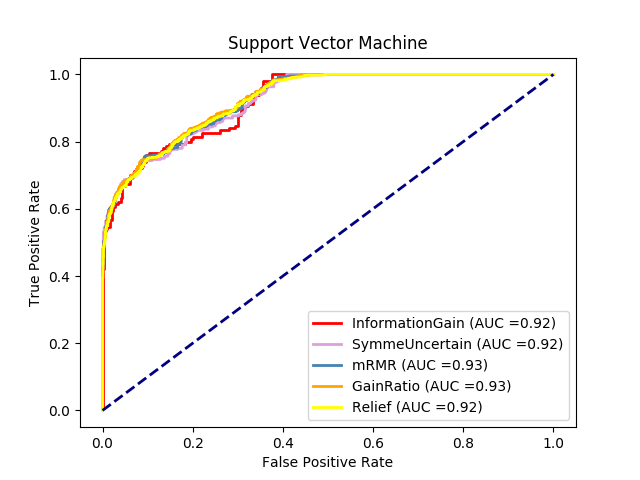 Support Vector Machine
1.0
0.8
0.6
0.4
0.2
0.0
True Positive Rate
InformationGain (AUC =0.92)
SymmeUncertain (AUC =0.92)
mRMR (AUC =0.93)
GainRatio (AUC =0.93)
Relief (AUC =0.92)
0.0 0.2 0.4 0.6 0.8 1.0
False Positive Rate